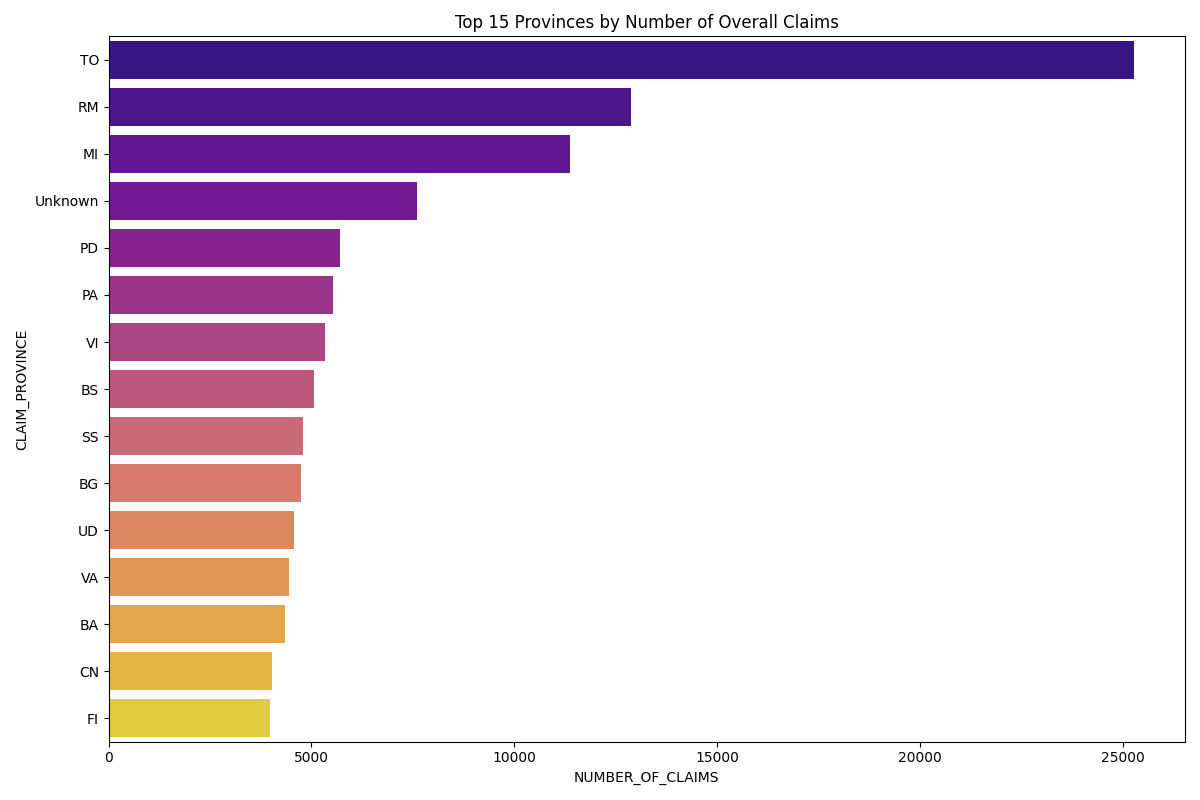 Top 15 Provinces by Number of Overall Claims
CLAIM_PROVINCE
TO
RM
MI
Unknown
PD
PA
VI
BS
SS
BG
UD
VA
BA
CN
FI
0 5000 10000 15000 20000 25000
NUMBER_OF_CLAIMS